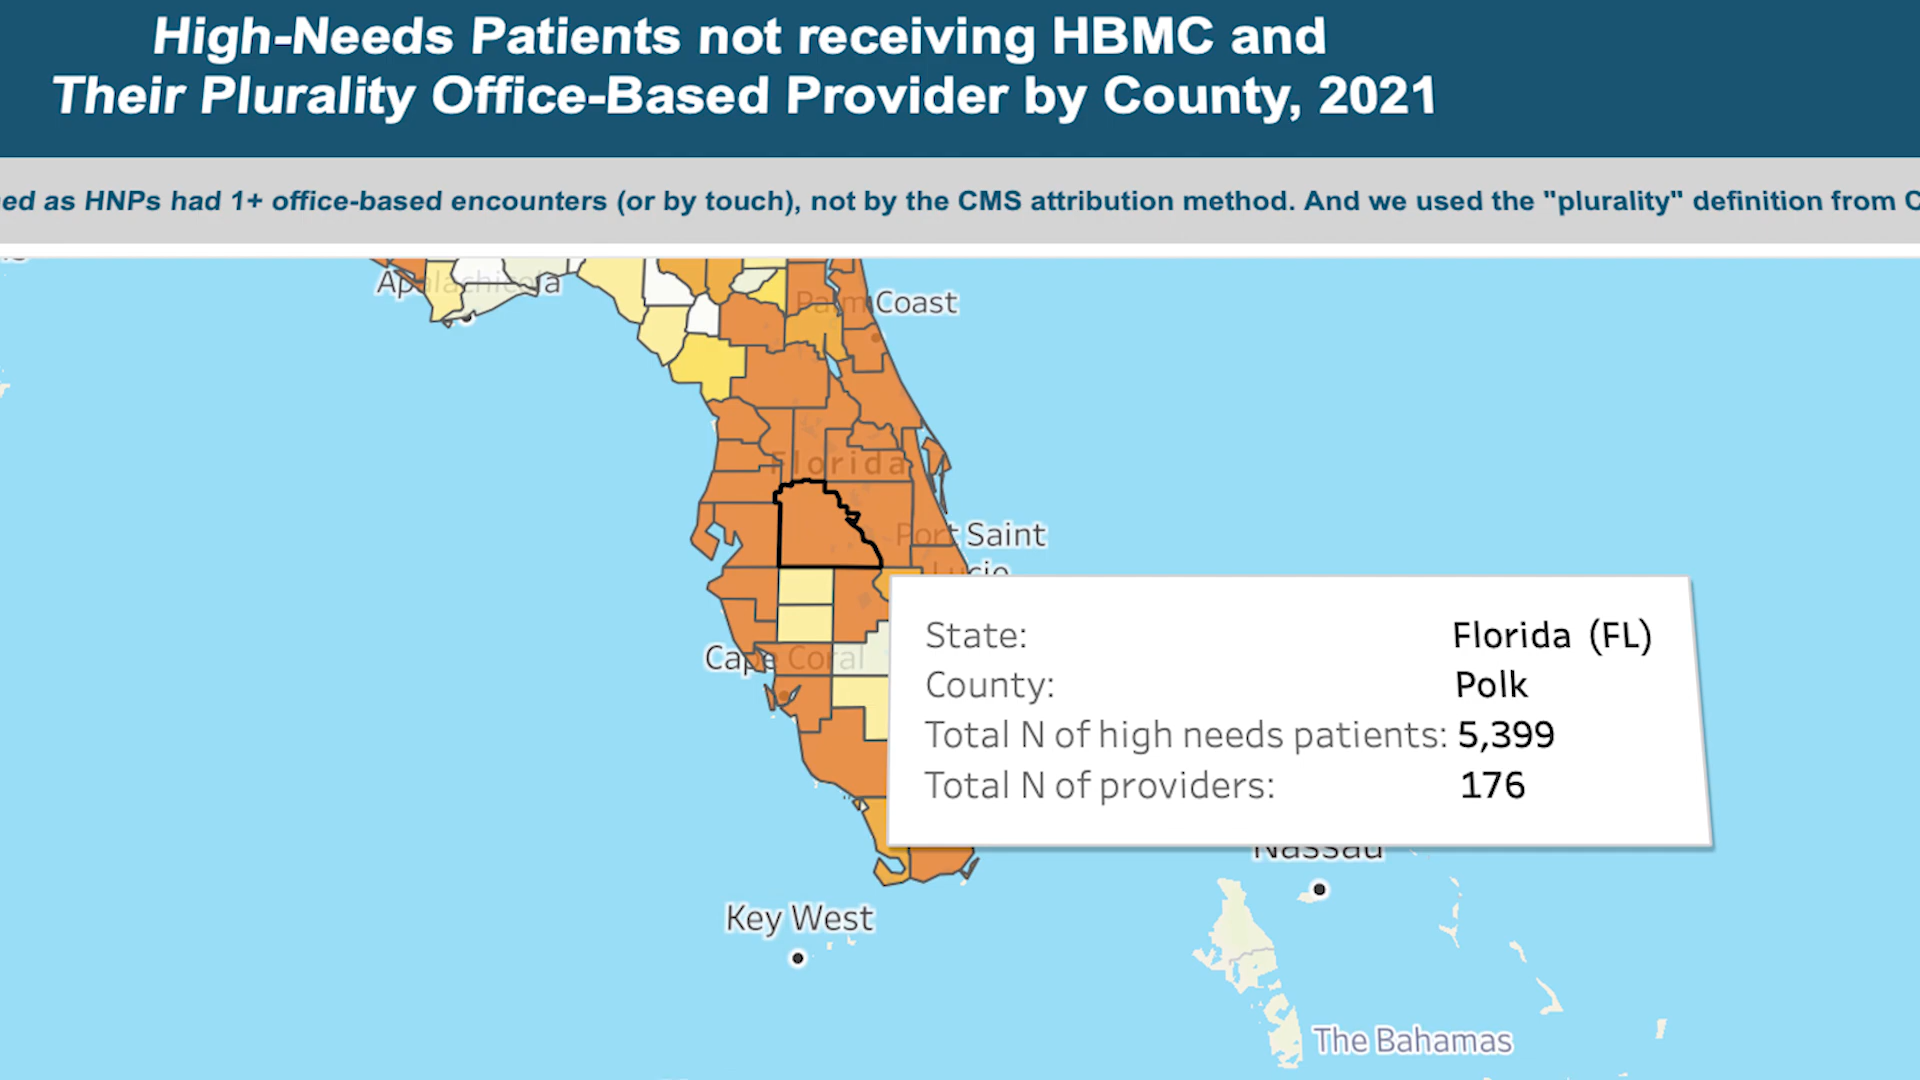 High-Needs Patients not receiving HBMC and
Their Plurality Office-Based Provider by County, 2021
ed as HNPs had 1+ office-based encounters (or by touch), not by the CMS attribution method. And we used the "plurality" definition from C
Apalachicola
Palm Coast
Florida
Port Saint
Lucie
State: Florida (FL)
County: Polk
Cape Coral
Total N of high needs patients: 5,399
Total N of providers: 176
Nassau
Key West
The Bahamas